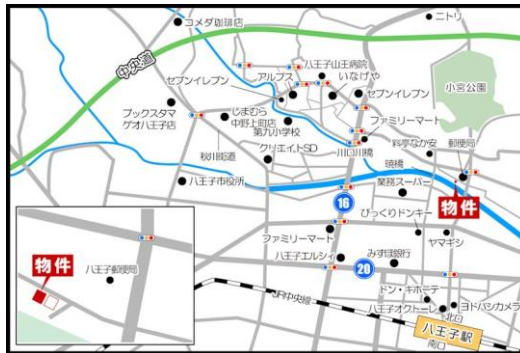 コメダ珈琲店
ニトリ
中央道
八王子山王病院
いなげや
アルプス
セブンイレブン
セブンイレブン
小宮公園
ブックスタマ
ゲオ八王子店
しまむら
中野上町店
第九小学校
ファミリーマート
川口川橋
料亭なか安
郵便局
秋川街道
クリエイトSD
暁橋
八王子市役所
業務スーパー
物件
16
びっくりドンキー
ヤマギシ
ファミリーマート
八王子エルシィ
みずほ銀行
20
物件
八王子郵便局
ドン・キホーテ
JR中央線
八王子オクトーレ
ヨドバシカメラ
北口
八王子駅
南口